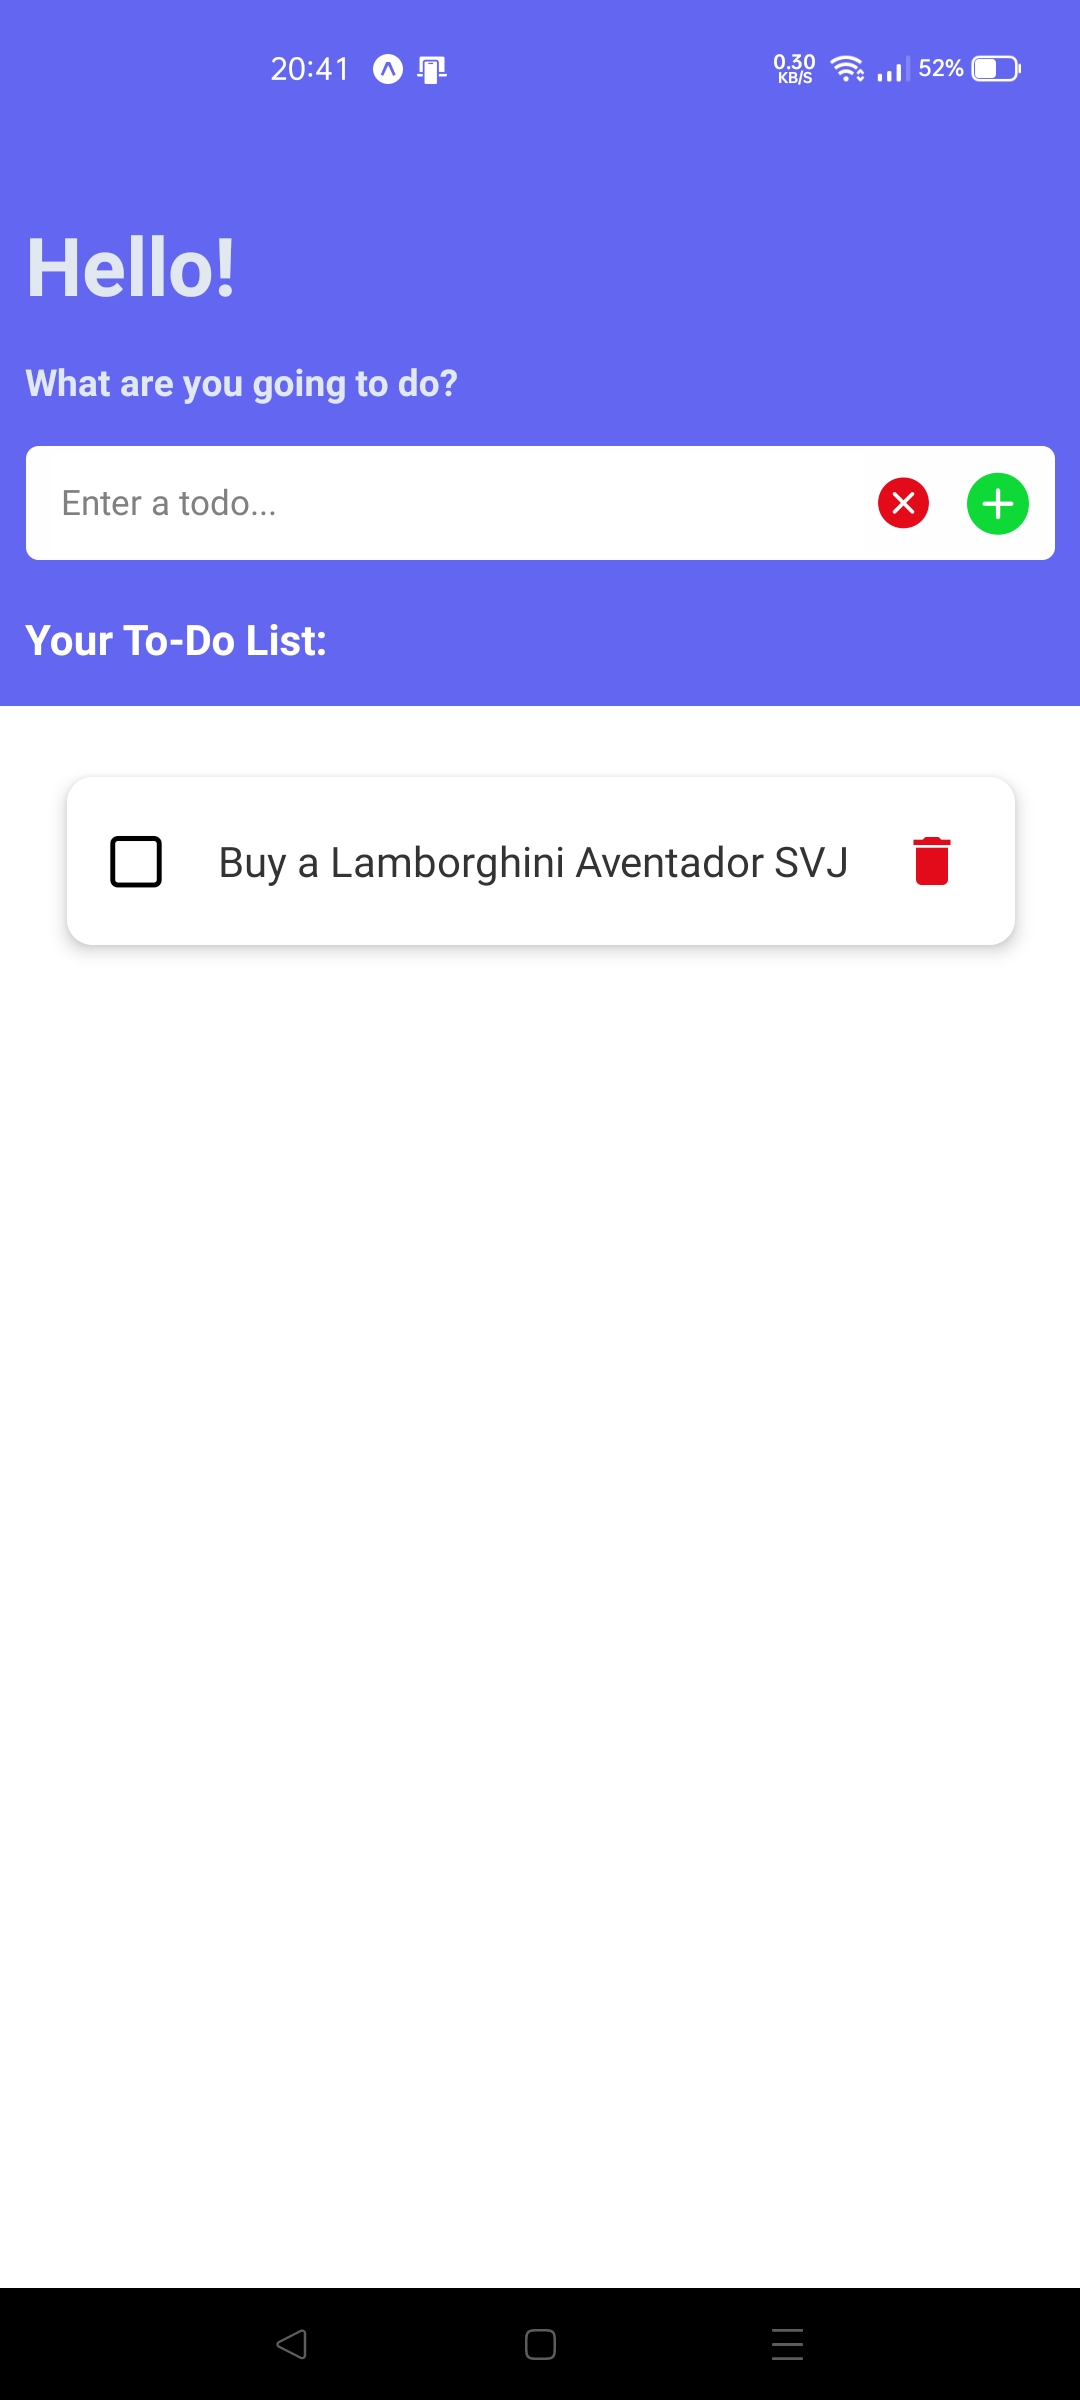 20:41
0.30
KB/S
52%
Hello!
What are you going to do?
Enter a todo...
Your To-Do List:
Buy a Lamborghini Aventador SVJ